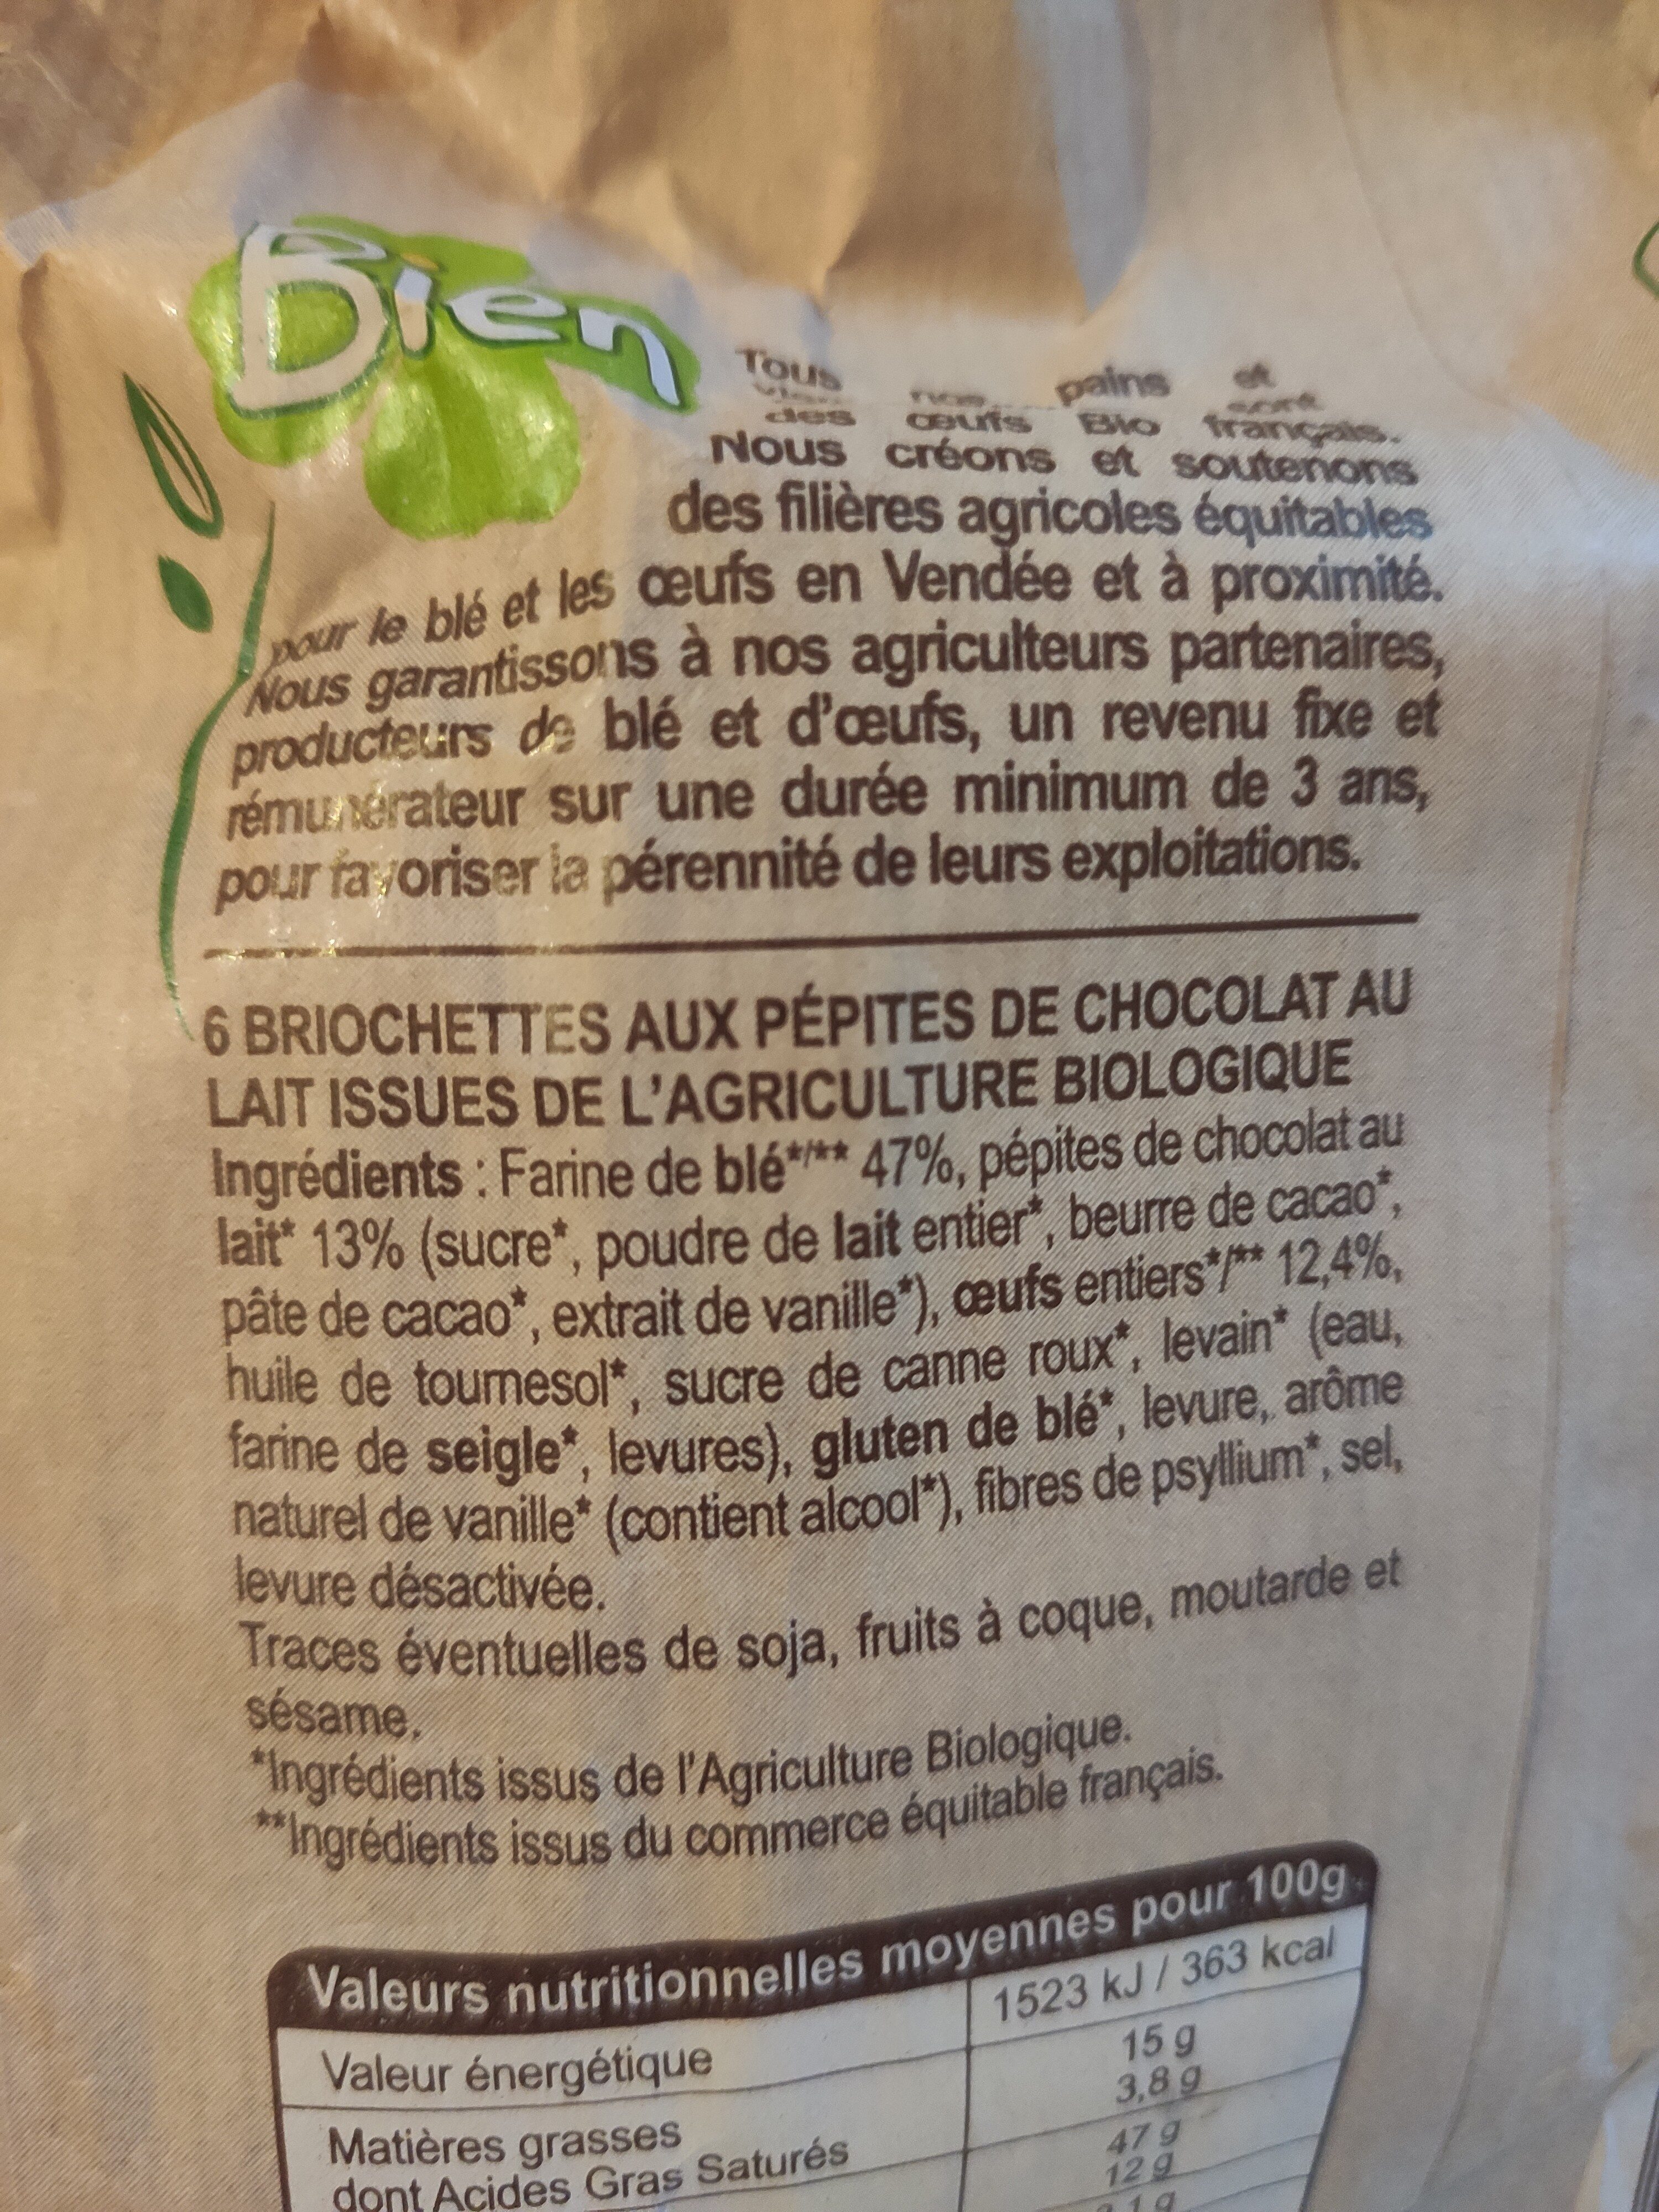 Bien
Tous nos pains et
sont
des œufs Bio français.
Nous créons et soutenons
des filières agricoles équitables
pour le blé et les œufs en Vendée et à proximité.
Nous garantissons à nos agriculteurs partenaires,
producteurs de blé et d'œufs, un revenu fixe et
rémunérateur sur une durée minimum de 3 ans,
pour favoriser la pérennité de leurs exploitations.
6 BRIOCHETTES AUX PÉPITES DE CHOCOLAT AU
LAIT ISSUES DE L'AGRICULTURE BIOLOGIQUE
Ingrédients : Farine de blé*/** 47%, pépites de chocolat au
lait* 13% (sucre*, poudre de lait entier*, beurre de cacao*,
pâte de cacao*, extrait de vanille*), œufs entiers*/** 12,4%,
huile de tournesol*, sucre de canne roux*, levain* (eau,
farine de seigle*, levures), gluten de blé*, levure, arôme
naturel de vanille* (contient alcool*), fibres de psyllium*, sel,
levure désactivée.
Traces éventuelles de soja, fruits à coque, moutarde et
sésame.
*Ingrédients issus de l'Agriculture Biologique.
**Ingrédients issus du commerce équitable français.
Valeurs nutritionnelles moyennes pour 100g
Valeur énergétique 1523 kJ / 363 kcal
Matières grasses 15 g
dont Acides Gras Saturés 3,8 g
47 g
12 g